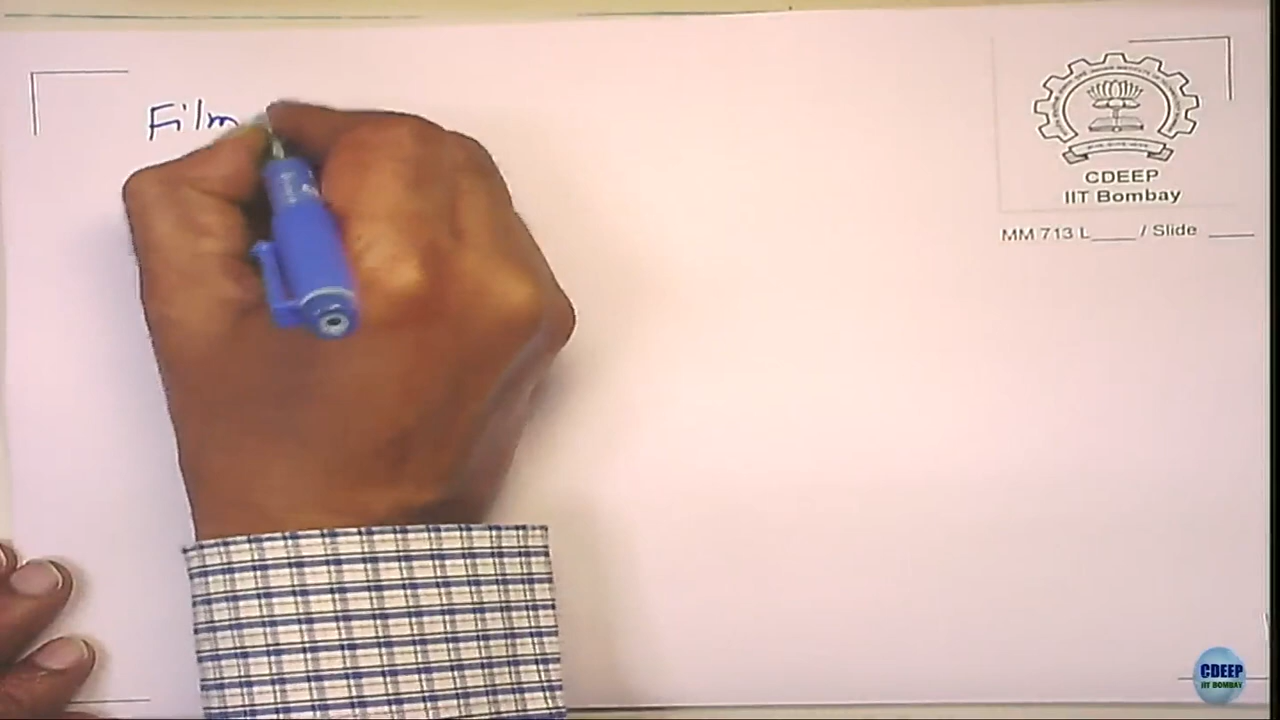 Film
CDEEP
IIT Bombay
MM 713 L____ / Slide ____
CDEEP
IIT BOMBAY